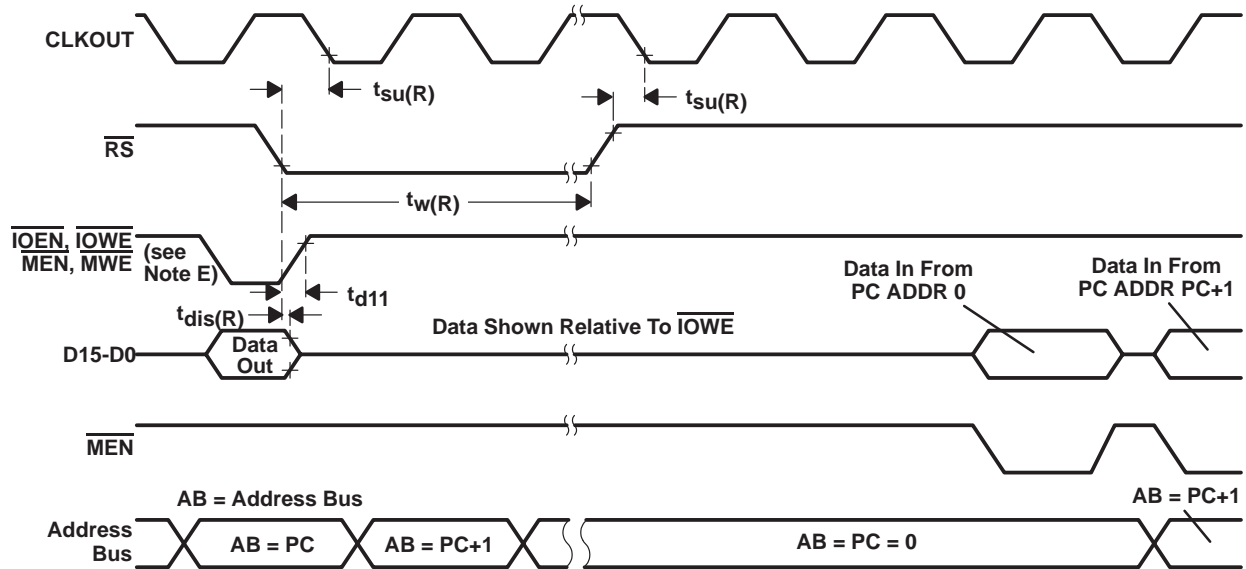 CLKOUT
tsu(R)
tsu(R)
RS
tw(R)
IOEN, IOWE
MEN, MWE
(see
Note E)
td11
tdis(R)
Data In From
PC ADDR 0
Data In From
PC ADDR PC+1
Data Shown Relative To IOWE
D15-D0
Data
Out
MEN
AB = Address Bus
AB = PC+1
Address
Bus
AB = PC
AB = PC+1
AB = PC = 0